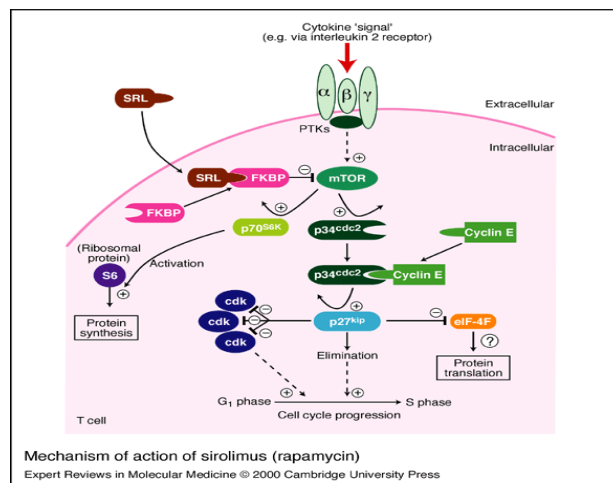 Cytokine 'signal'
(e.g. via interleukin 2 receptor)
α β γ
SRL
Extracellular
PTKs
Intracellular
SRL FKBP − mTOR +
FKBP
+ +
p70S6K p34cdc2
(Ribosomal
protein)
Activation
Cyclin E
S6
p34cdc2 Cyclin E
+
Protein
synthesis
+
cdk
cdk
cdk
− − −
p27kip
−
eIF-4F
?
Elimination
Protein
translation
+ +
G1 phase S phase
Cell cycle progression
T cell
Mechanism of action of sirolimus (rapamycin)
Expert Reviews in Molecular Medicine © 2000 Cambridge University Press